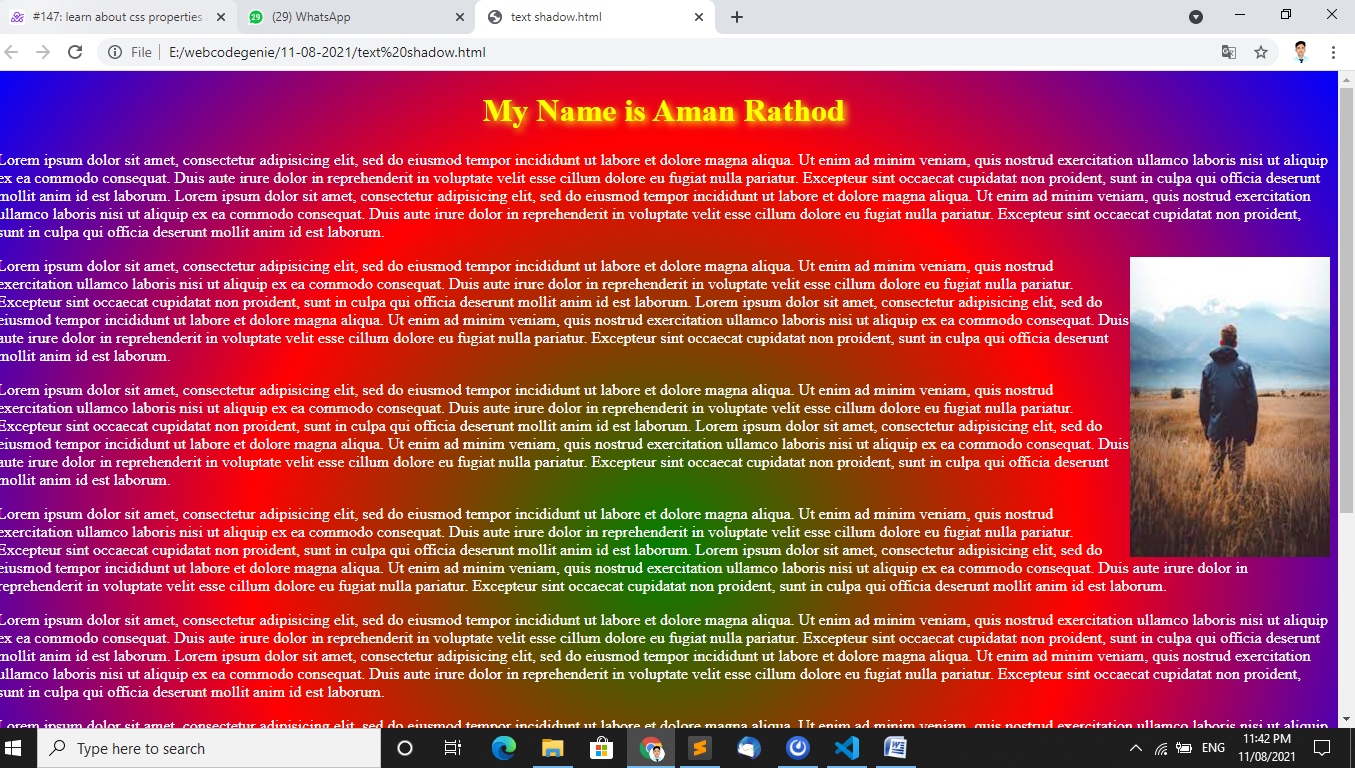 #147: learn about css properties
(29) WhatsApp
text shadow.html
File
E:/webcodegenie/11-08-2021/text%20shadow.html
My Name is Aman Rathod
Lorem ipsum dolor sit amet, consectetur adipisicing elit, sed do eiusmod tempor incididunt ut labore et dolore magna aliqua. Ut enim ad minim veniam, quis nostrud exercitation ullamco laboris nisi ut aliquip
ex ea commodo consequat. Duis aute irure dolor in reprehenderit in voluptate velit esse cillum dolore eu fugiat nulla pariatur. Excepteur sint occaecat cupidatat non proident, sunt in culpa qui officia deserunt
mollit anim id est laborum. Lorem ipsum dolor sit amet, consectetur adipisicing elit, sed do eiusmod tempor incididunt ut labore et dolore magna aliqua. Ut enim ad minim veniam, quis nostrud exercitation
ullamco laboris nisi ut aliquip ex ea commodo consequat. Duis aute irure dolor in reprehenderit in voluptate velit esse cillum dolore eu fugiat nulla pariatur. Excepteur sint occaecat cupidatat non proident,
sunt in culpa qui officia deserunt mollit anim id est laborum.
Lorem ipsum dolor sit amet, consectetur adipisicing elit, sed do eiusmod tempor incididunt ut labore et dolore magna aliqua. Ut enim ad minim veniam, quis nostrud
exercitation ullamco laboris nisi ut aliquip ex ea commodo consequat. Duis aute irure dolor in reprehenderit in voluptate velit esse cillum dolore eu fugiat nulla pariatur.
Excepteur sint occaecat cupidatat non proident, sunt in culpa qui officia deserunt mollit anim id est laborum. Lorem ipsum dolor sit amet, consectetur adipisicing elit, sed do
eiusmod tempor incididunt ut labore et dolore magna aliqua. Ut enim ad minim veniam, quis nostrud exercitation ullamco laboris nisi ut aliquip ex ea commodo consequat. Duis
aute irure dolor in reprehenderit in voluptate velit esse cillum dolore eu fugiat nulla pariatur. Excepteur sint occaecat cupidatat non proident, sunt in culpa qui officia deserunt
mollit anim id est laborum.
Lorem ipsum dolor sit amet, consectetur adipisicing elit, sed do eiusmod tempor incididunt ut labore et dolore magna aliqua. Ut enim ad minim veniam, quis nostrud
exercitation ullamco laboris nisi ut aliquip ex ea commodo consequat. Duis aute irure dolor in reprehenderit in voluptate velit esse cillum dolore eu fugiat nulla pariatur.
Excepteur sint occaecat cupidatat non proident, sunt in culpa qui officia deserunt mollit anim id est laborum. Lorem ipsum dolor sit amet, consectetur adipisicing elit, sed do
eiusmod tempor incididunt ut labore et dolore magna aliqua. Ut enim ad minim veniam, quis nostrud exercitation ullamco laboris nisi ut aliquip ex ea commodo consequat. Duis
aute irure dolor in reprehenderit in voluptate velit esse cillum dolore eu fugiat nulla pariatur. Excepteur sint occaecat cupidatat non proident, sunt in culpa qui officia deserunt
mollit anim id est laborum.
Lorem ipsum dolor sit amet, consectetur adipisicing elit, sed do eiusmod tempor incididunt ut labore et dolore magna aliqua. Ut enim ad minim veniam, quis nostrud
exercitation ullamco laboris nisi ut aliquip ex ea commodo consequat. Duis aute irure dolor in reprehenderit in voluptate velit esse cillum dolore eu fugiat nulla pariatur.
Excepteur sint occaecat cupidatat non proident, sunt in culpa qui officia deserunt mollit anim id est laborum. Lorem ipsum dolor sit amet, consectetur adipisicing elit, sed do
eiusmod tempor incididunt ut labore et dolore magna aliqua. Ut enim ad minim veniam, quis nostrud exercitation ullamco laboris nisi ut aliquip ex ea commodo consequat. Duis aute irure dolor in
reprehenderit in voluptate velit esse cillum dolore eu fugiat nulla pariatur. Excepteur sint occaecat cupidatat non proident, sunt in culpa qui officia deserunt mollit anim id est laborum.
Lorem ipsum dolor sit amet, consectetur adipisicing elit, sed do eiusmod tempor incididunt ut labore et dolore magna aliqua. Ut enim ad minim veniam, quis nostrud exercitation ullamco laboris nisi ut aliquip
ex ea commodo consequat. Duis aute irure dolor in reprehenderit in voluptate velit esse cillum dolore eu fugiat nulla pariatur. Excepteur sint occaecat cupidatat non proident, sunt in culpa qui officia deserunt
mollit anim id est laborum. Lorem ipsum dolor sit amet, consectetur adipisicing elit, sed do eiusmod tempor incididunt ut labore et dolore magna aliqua. Ut enim ad minim veniam, quis nostrud exercitation
ullamco laboris nisi ut aliquip ex ea commodo consequat. Duis aute irure dolor in reprehenderit in voluptate velit esse cillum dolore eu fugiat nulla pariatur. Excepteur sint occaecat cupidatat non proident,
sunt in culpa qui officia deserunt mollit anim id est laborum.
Lorem ipsum dolor sit amet, consectetur adipisicing elit, sed do eiusmod tempor incididunt ut labore et dolore magna aliqua. Ut enim ad minim veniam, quis nostrud exercitation ullamco laboris nisi ut aliquip
Type here to search
ENG
11:42 PM
11/08/2021